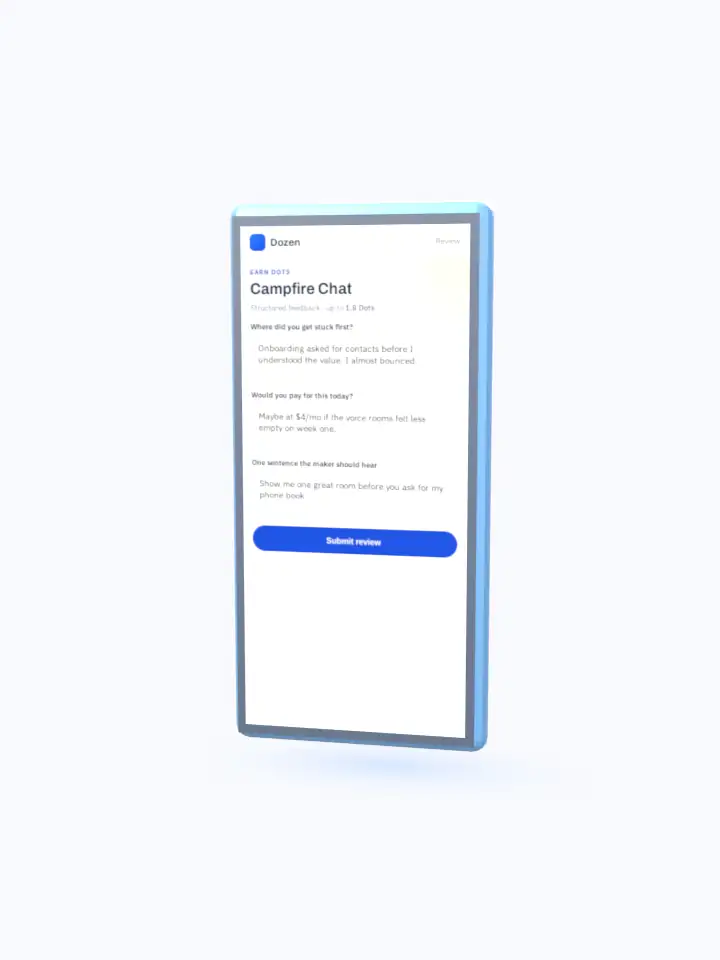 Dozen
Review
EARN DOTS
Campfire Chat
Structured feedback · up to 1.8 Dots
Where did you get stuck first?
Onboarding asked for contacts before I
understood the value. I almost bounced.
Would you pay for this today?
Maybe at $4/mo if the voice rooms felt less
empty on week one.
One sentence the maker should hear
Show me one great room before you ask for my
phone book.
Submit review